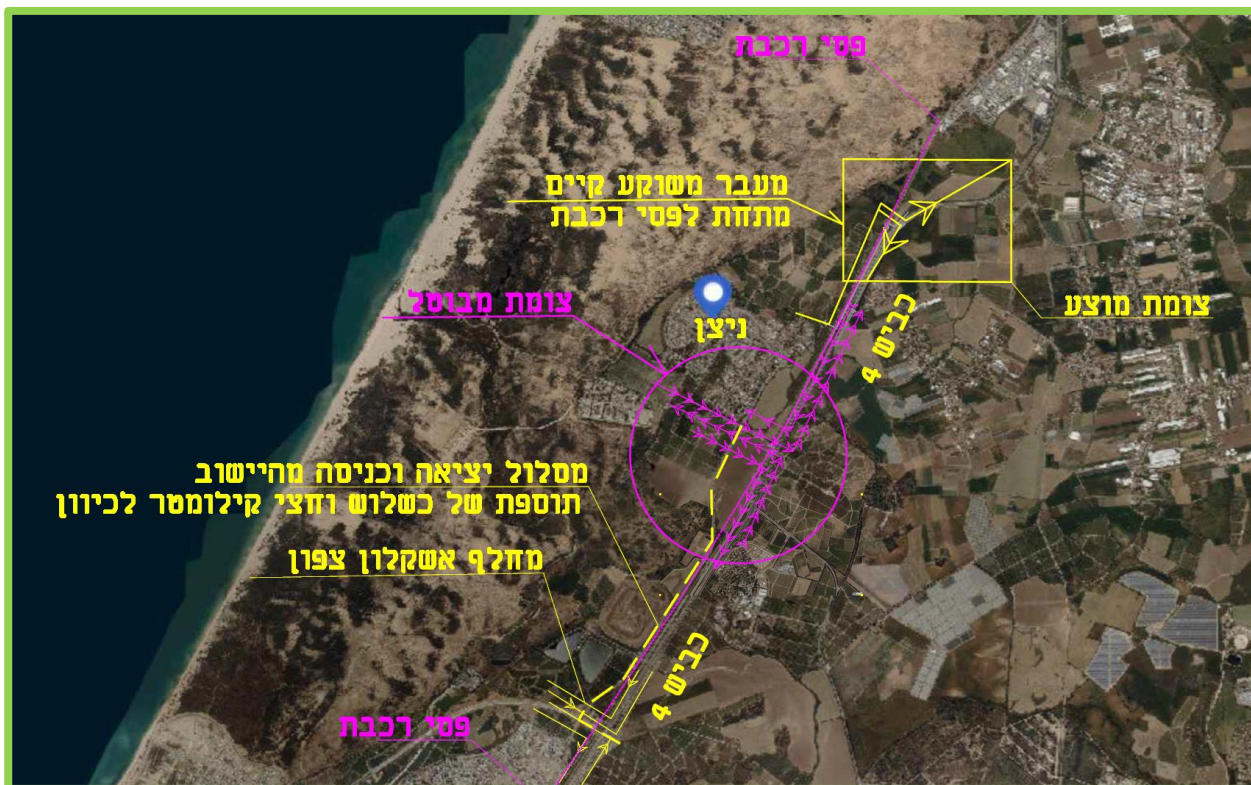 פסי רכבת
מעבר משוקע קיים
מתחת לפסי רכבת
צומת מוצע
צומת מבוטל
ניצן
כביש 4
מסלול יציאה וכניסה מהיישוב
תוספת של כשלוש וחצי קילומטר לכיוון
מחלף אשקלון צפון
כביש 4
פסי רכבת